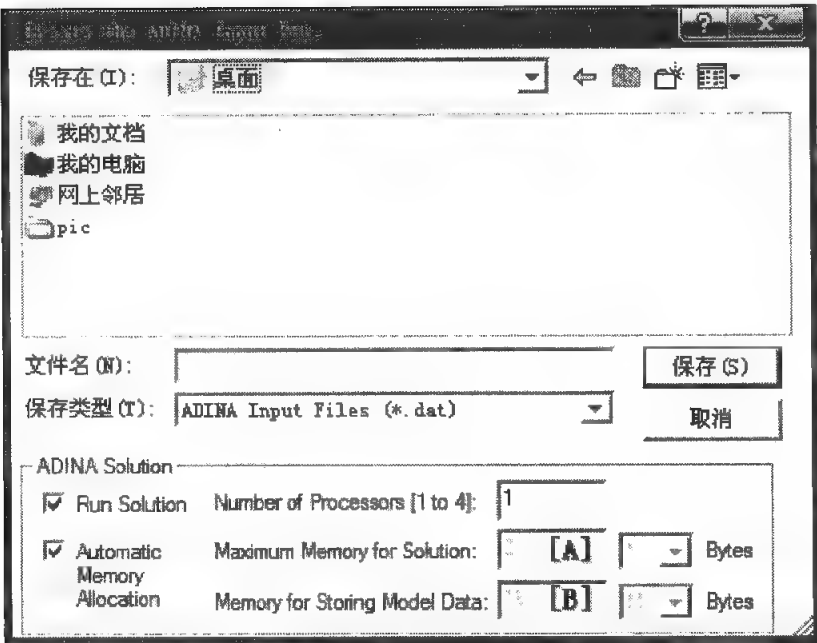 保存在(I): 桌面
我的文档
我的电脑
网上邻居
pic
文件名(N):
保存(S)
保存类型(T): ADINA Input Files (*.dat)
取消
ADINA Solution
Run Solution
Number of Processors [1 to 4]: 1
Automatic Memory Allocation
Maximum Memory for Solution: [A] Bytes
Memory for Storing Model Data: [B] Bytes